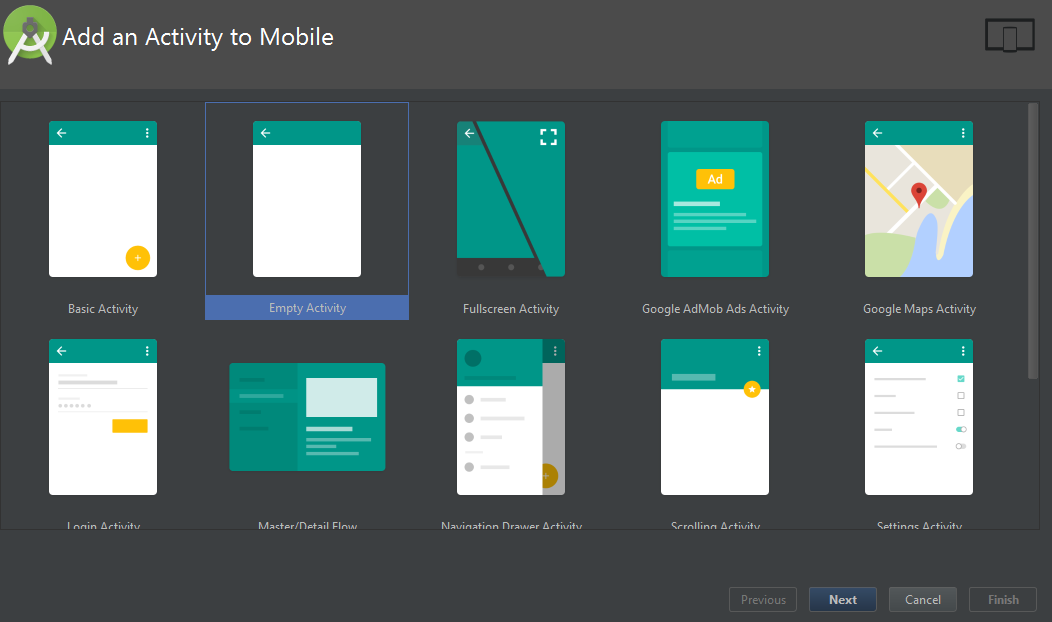 Add an Activity to Mobile
Ad
Basic Activity
Empty Activity
Fullscreen Activity
Google AdMob Ads Activity
Google Maps Activity
Login Activity
Master/Detail Flow
Navigation Drawer Activity
Scrolling Activity
Settings Activity
Previous
Next
Cancel
Finish